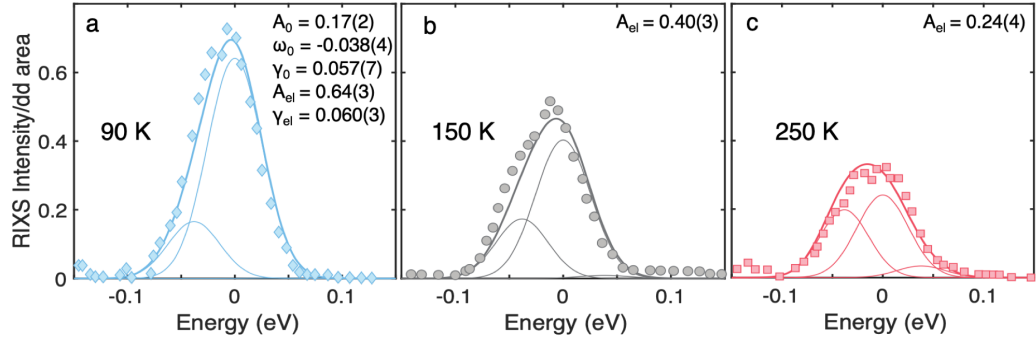 a
A₀ = 0.17(2)
ω₀ = -0.038(4)
γ₀ = 0.057(7)
A_el = 0.64(3)
γ_el = 0.060(3)
90 K
b
A_el = 0.40(3)
150 K
c
A_el = 0.24(4)
250 K
RIXS Intensity/dd area
0.6
0.4
0.2
0
-0.1 0 0.1
-0.1 0 0.1
-0.1 0 0.1
Energy (eV)
Energy (eV)
Energy (eV)